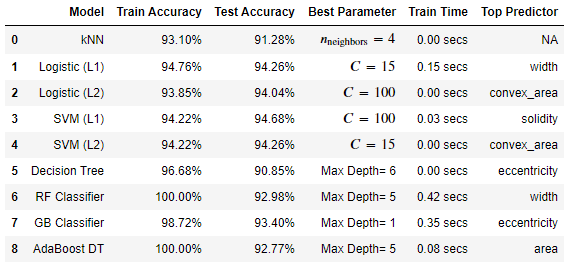 Model Train Accuracy Test Accuracy Best Parameter Train Time Top Predictor
0 kNN 93.10% 91.28% nneighbors = 4 0.00 secs NA
1 Logistic (L1) 94.76% 94.26% C = 15 0.15 secs width
2 Logistic (L2) 93.85% 94.04% C = 100 0.00 secs convex_area
3 SVM (L1) 94.22% 94.68% C = 100 0.03 secs solidity
4 SVM (L2) 94.22% 94.26% C = 15 0.00 secs convex_area
5 Decision Tree 96.68% 90.85% Max Depth= 6 0.00 secs eccentricity
6 RF Classifier 100.00% 92.98% Max Depth= 5 0.42 secs width
7 GB Classifier 98.72% 93.40% Max Depth= 1 0.35 secs eccentricity
8 AdaBoost DT 100.00% 92.77% Max Depth= 5 0.08 secs area